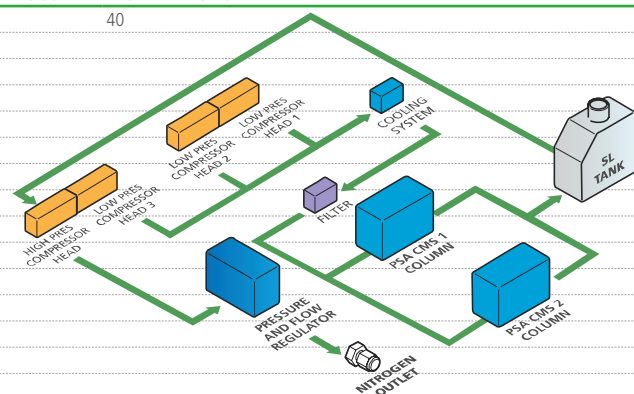 40
LOW PRES
COMPRESSOR
HEAD 1
LOW PRES
COMPRESSOR
HEAD 2
COOLING
SYSTEM
SL
TANK
LOW PRES
COMPRESSOR
HEAD 3
HIGH PRES
COMPRESSOR
HEAD
FILTER
PSA CMS 1
COLUMN
PSA CMS 2
COLUMN
PRESSURE
AND FLOW
REGULATOR
NITROGEN
OUTLET